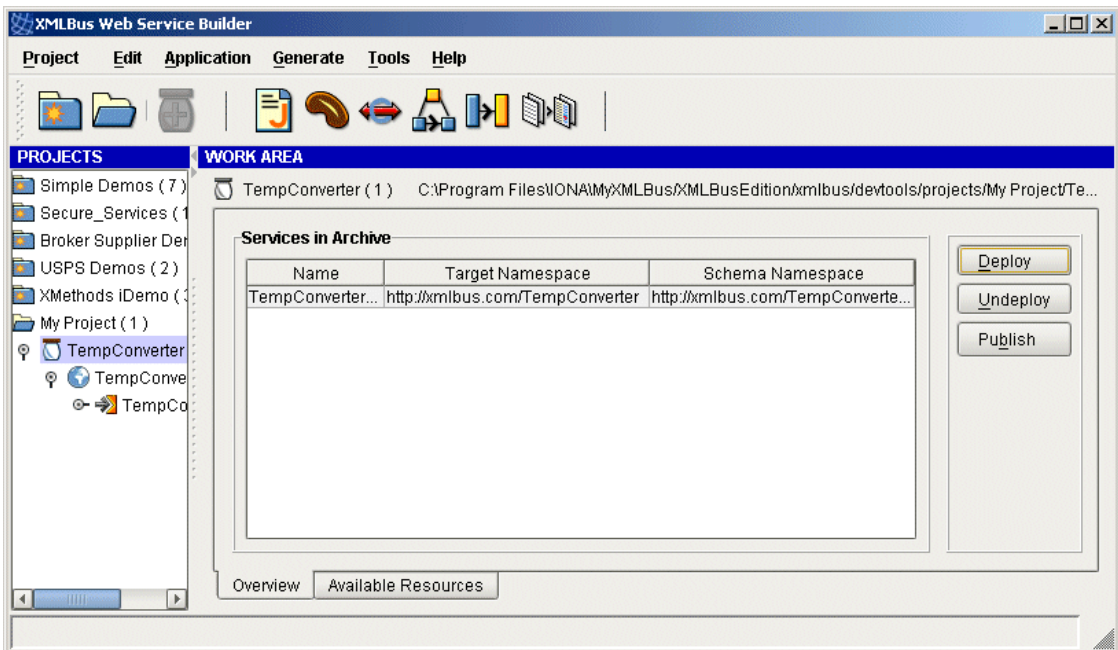 XMLBus Web Service Builder
Project Edit Application Generate Tools Help
PROJECTS
WORK AREA
Simple Demos ( 7 )
Secure_Services ( 1
Broker Supplier Der
USPS Demos ( 2 )
XMethods iDemo (
My Project ( 1 )
TempConverter
TempConve
TempCo
TempConverter ( 1 ) C:\Program Files\IONA\MyXMLBus/XMLBusEdition/xmlbus/devtools/projects/My Project/Te...
Services in Archive
Name Target Namespace Schema Namespace
TempConverter... http://xmlbus.com/TempConverter http://xmlbus.com/TempConverte...
Deploy
Undeploy
Publish
Overview Available Resources